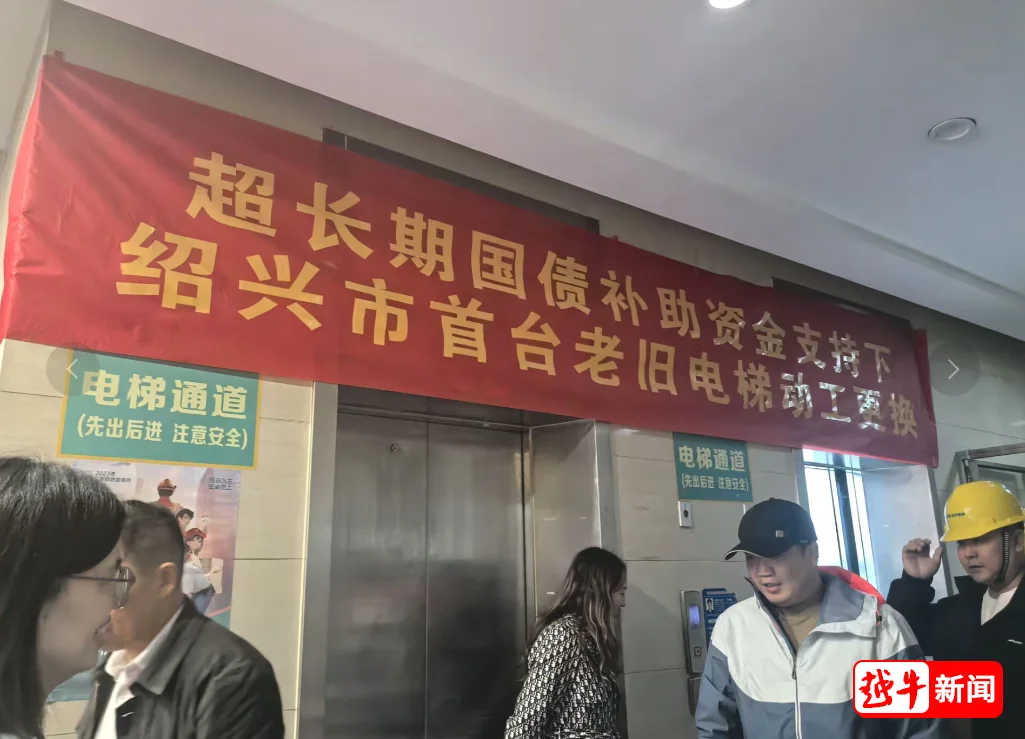 超长期国债补助资金支持下
绍兴市首台老旧电梯动工更换
电梯通道
(先出后进 注意安全)
电梯通道
(先出后进 注意安全)
越牛新闻